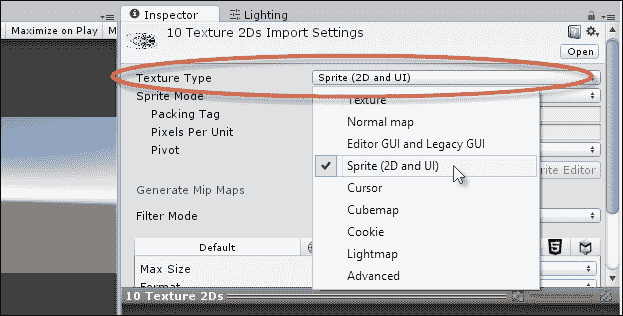 Inspector
Lighting
Maximize on Play
10 Texture 2Ds Import Settings
Open
Texture Type
Sprite (2D and UI)
Sprite Mode
Packing Tag
Pixels Per Unit
Pivot
Texture
Normal map
Editor GUI and Legacy GUI
Sprite (2D and UI)
Cursor
Cubemap
Cookie
Lightmap
Advanced
Sprite Editor
Generate Mip Maps
Filter Mode
Default
Max Size
Format
10 Texture 2Ds